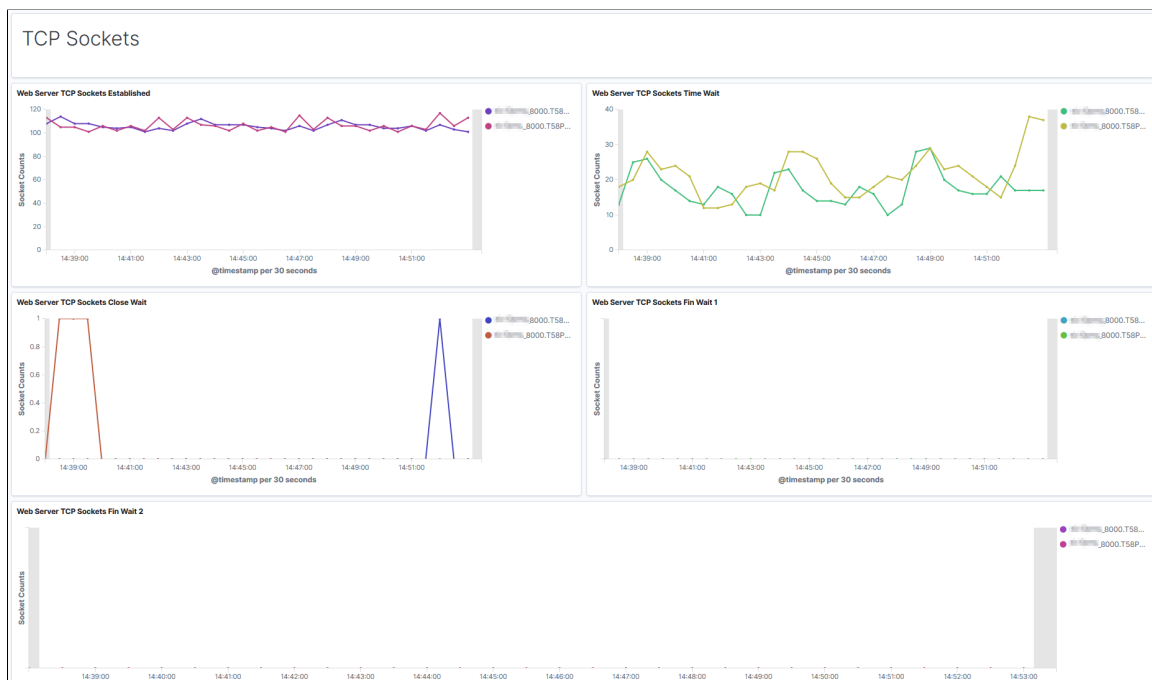 TCP Sockets
Web Server TCP Sockets Established
120
100
80
60
40
20
0
Socket Counts
14:39:00 14:41:00 14:43:00 14:45:00 14:47:00 14:49:00 14:51:00
@timestamp per 30 seconds
_8000.T58...
_8000.T58P...
Web Server TCP Sockets Time Wait
40
30
20
10
0
Socket Counts
14:39:00 14:41:00 14:43:00 14:45:00 14:47:00 14:49:00 14:51:00
@timestamp per 30 seconds
_8000.T58...
_8000.T58P...
Web Server TCP Sockets Close Wait
1
0.8
0.6
0.4
0.2
0
Socket Counts
14:39:00 14:41:00 14:43:00 14:45:00 14:47:00 14:49:00 14:51:00
@timestamp per 30 seconds
_8000.T58...
_8000.T58P...
Web Server TCP Sockets Fin Wait 1
Socket Counts
14:39:00 14:41:00 14:43:00 14:45:00 14:47:00 14:49:00 14:51:00
@timestamp per 30 seconds
_8000.T58...
_8000.T58P...
Web Server TCP Sockets Fin Wait 2
Socket Counts
14:39:00 14:40:00 14:41:00 14:42:00 14:43:00 14:44:00 14:45:00 14:46:00 14:47:00 14:48:00 14:49:00 14:50:00 14:51:00 14:52:00 14:53:00
_8000.T58...
_8000.T58P...